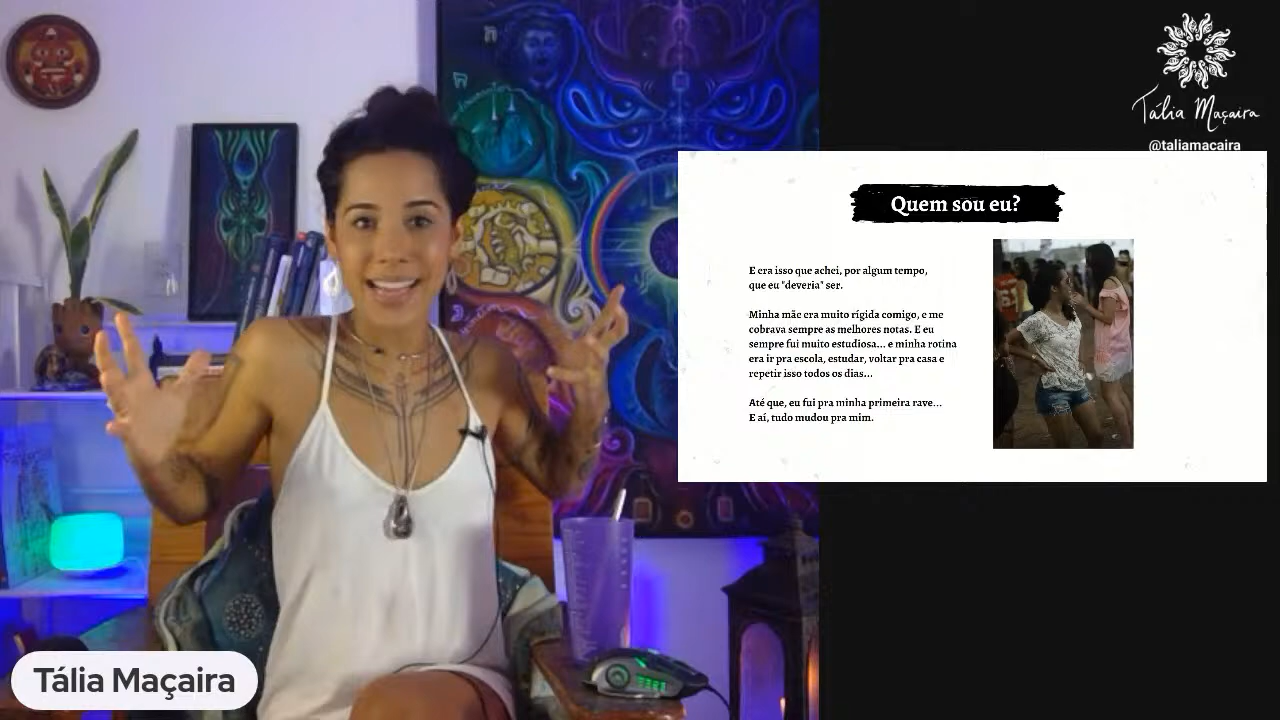 Tália Maçaira
@taliamacaira
Quem sou eu?
E era isso que achei, por algum tempo,
que eu "deveria" ser.
Minha mãe era muito rígida comigo, e me
cobrava sempre as melhores notas. E eu
sempre fui muito estudiosa... e minha rotina
era ir pra escola, estudar, voltar pra casa e
repetir isso todos os dias...
Até que, eu fui pra minha primeira rave...
E aí, tudo mudou pra mim.
Tália Maçaira